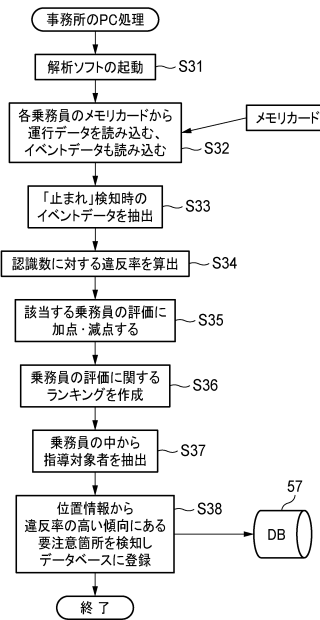 事務所のPC処理
解析ソフトの起動
S31
各乗務員のメモリカードから
運行データを読み込む、
イベントデータも読み込む
S32
メモリカード
「止まれ」検知時の
イベントデータを抽出
S33
認識数に対する違反率を算出
S34
該当する乗務員の評価に
加点・減点する
S35
乗務員の評価に関する
ランキングを作成
S36
乗務員の中から
指導対象者を抽出
S37
位置情報から
違反率の高い傾向にある
要注意箇所を検知し
データベースに登録
S38
57
DB
終了